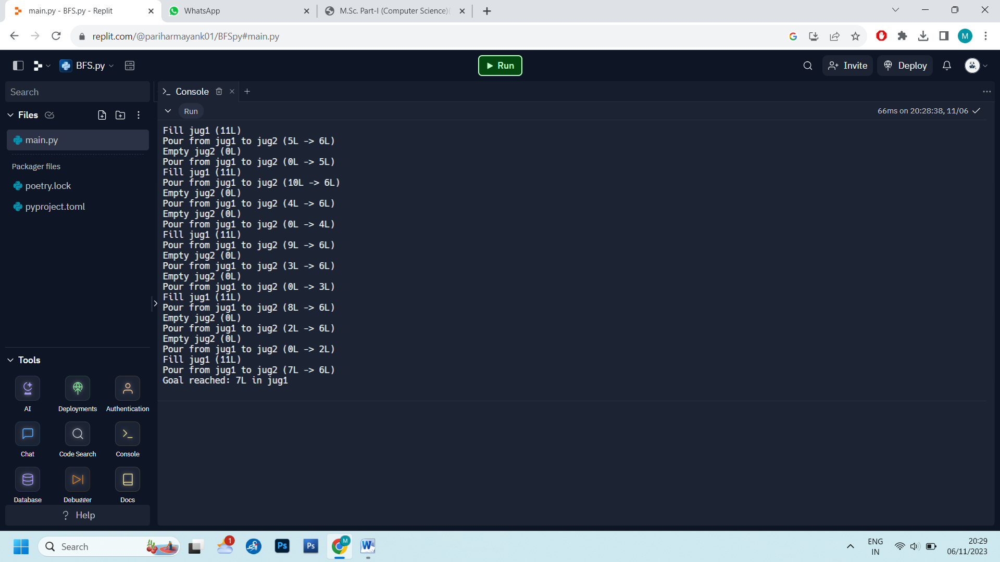 main.py - BFS.py - Replit
WhatsApp
M.Sc. Part-I (Computer Science)
replit.com/@pariharmayank01/BFSpy#main.py
M
BFS.py
Run
Invite
Deploy
Search
Console
Files
Run
66ms on 20:28:38, 11/06
main.py
Packager files
poetry.lock
pyproject.toml
Fill jug1 (11L)
Pour from jug1 to jug2 (5L -> 6L)
Empty jug2 (0L)
Pour from jug1 to jug2 (0L -> 5L)
Fill jug1 (11L)
Pour from jug1 to jug2 (10L -> 6L)
Empty jug2 (0L)
Pour from jug1 to jug2 (4L -> 6L)
Empty jug2 (0L)
Pour from jug1 to jug2 (0L -> 4L)
Fill jug1 (11L)
Pour from jug1 to jug2 (9L -> 6L)
Empty jug2 (0L)
Pour from jug1 to jug2 (3L -> 6L)
Empty jug2 (0L)
Pour from jug1 to jug2 (0L -> 3L)
Fill jug1 (11L)
Pour from jug1 to jug2 (8L -> 6L)
Empty jug2 (0L)
Pour from jug1 to jug2 (2L -> 6L)
Empty jug2 (0L)
Pour from jug1 to jug2 (0L -> 2L)
Fill jug1 (11L)
Pour from jug1 to jug2 (7L -> 6L)
Goal reached: 7L in jug1
Tools
AI
Deployments
Authentication
Chat
Code Search
Console
Database
Debugger
Docs
? Help
Search
1
Ps
Ps
M
W
ENG
IN
20:29
06/11/2023